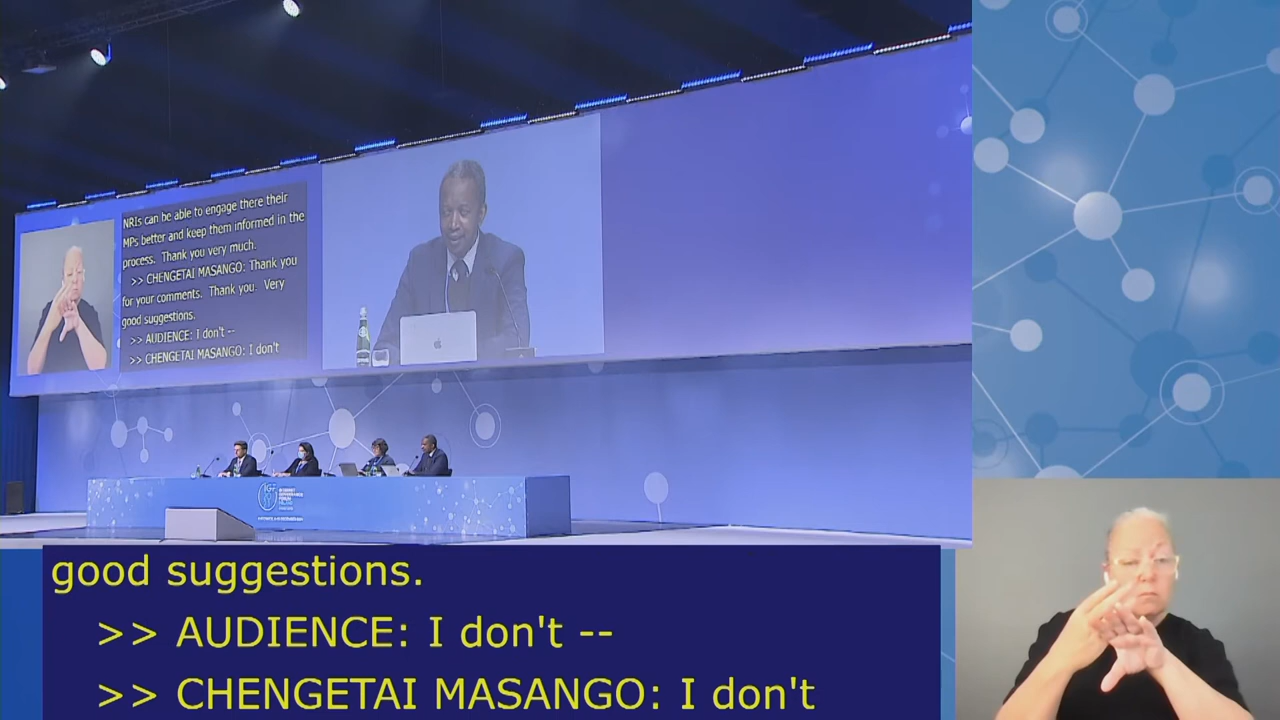 NRIs can be able to engage there their
MPs better and keep them informed in the
process. Thank you very much.
>> CHENGETAI MASANGO: Thank you
for your comments. Thank you. Very
good suggestions.
>> AUDIENCE: I don't --
>> CHENGETAI MASANGO: I don't
good suggestions.
>> AUDIENCE: I don't --
>> CHENGETAI MASANGO: I don't